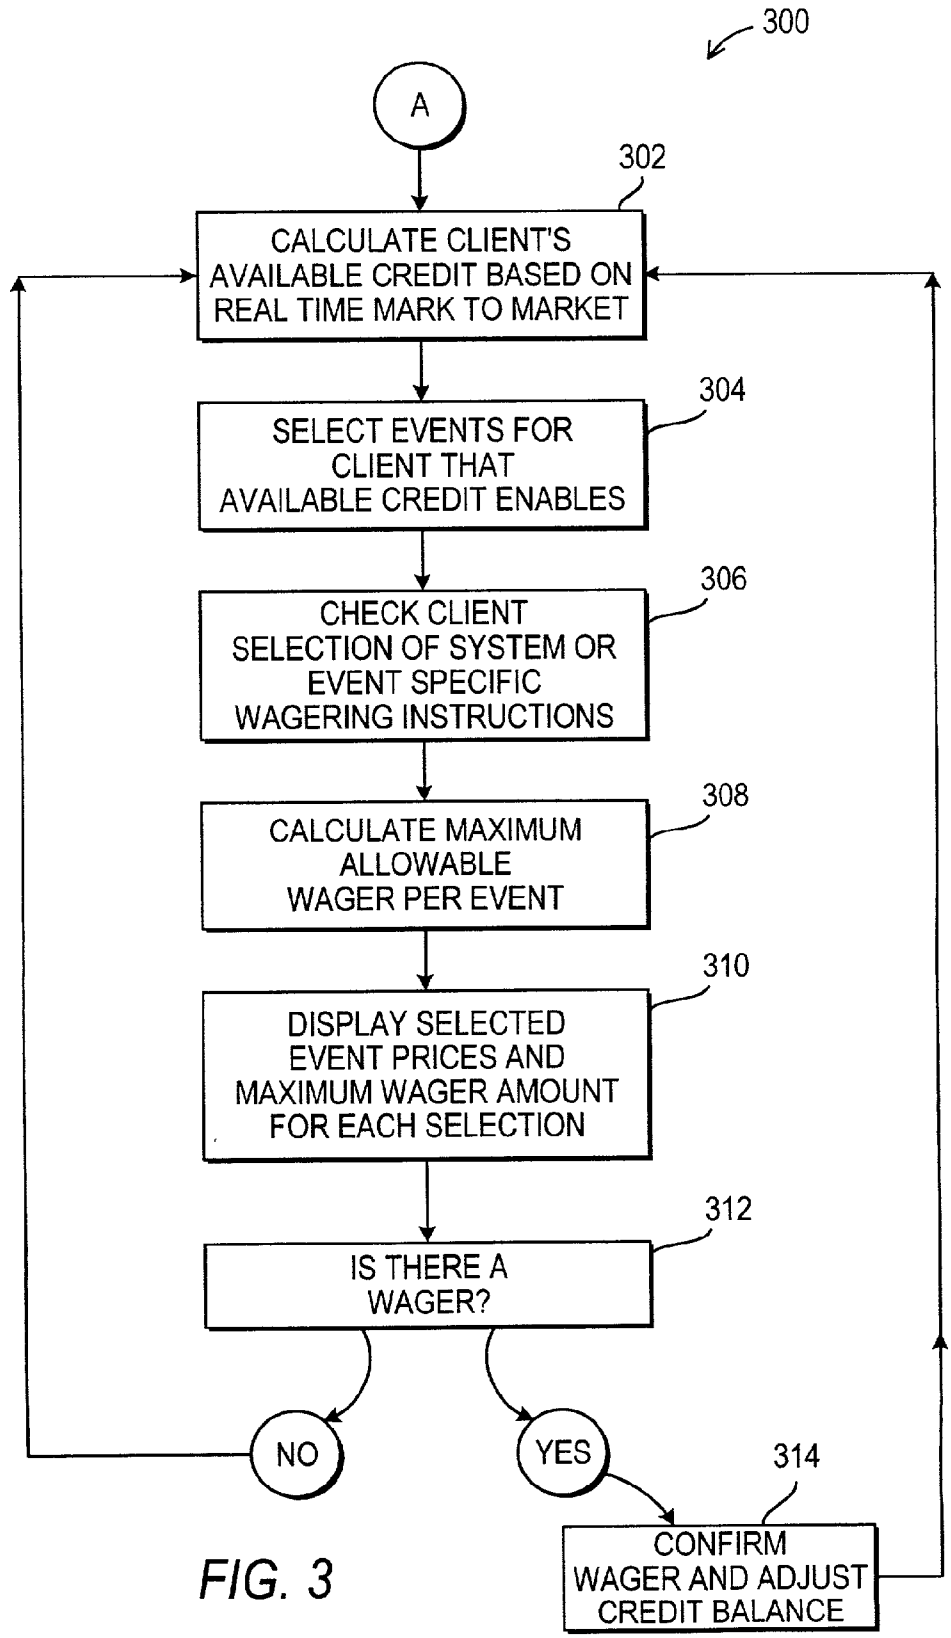 300
A
302
CALCULATE CLIENT'S
AVAILABLE CREDIT BASED ON
REAL TIME MARK TO MARKET
304
SELECT EVENTS FOR
CLIENT THAT
AVAILABLE CREDIT ENABLES
306
CHECK CLIENT
SELECTION OF SYSTEM OR
EVENT SPECIFIC
WAGERING INSTRUCTIONS
308
CALCULATE MAXIMUM
ALLOWABLE
WAGER PER EVENT
310
DISPLAY SELECTED
EVENT PRICES AND
MAXIMUM WAGER AMOUNT
FOR EACH SELECTION
312
IS THERE A
WAGER?
NO
YES
314
CONFIRM
WAGER AND ADJUST
CREDIT BALANCE
FIG. 3